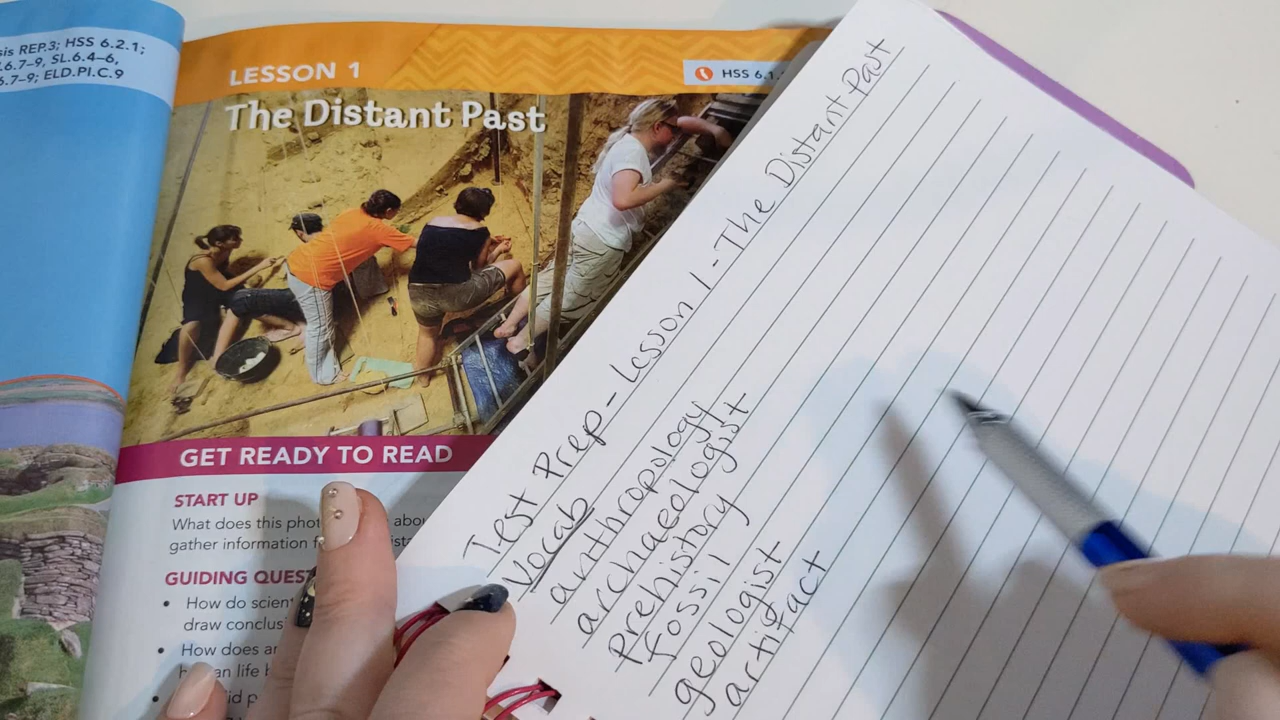 sis REP.3; HSS 6.2.1;
.6.7–9, SL.6.4–6,
.7–9; ELD.PI.C.9
LESSON 1
HSS 6.1.
The Distant Past
GET READY TO READ
START UP
What does this phot abou
gather information
GUIDING QUEST
• How do scien
draw conclus
• How does
life
Test Prep - Lesson 1 - The Distant Past
Vocab
anthropology
archaeologist
Prehistory
fossil
geologist
artifact